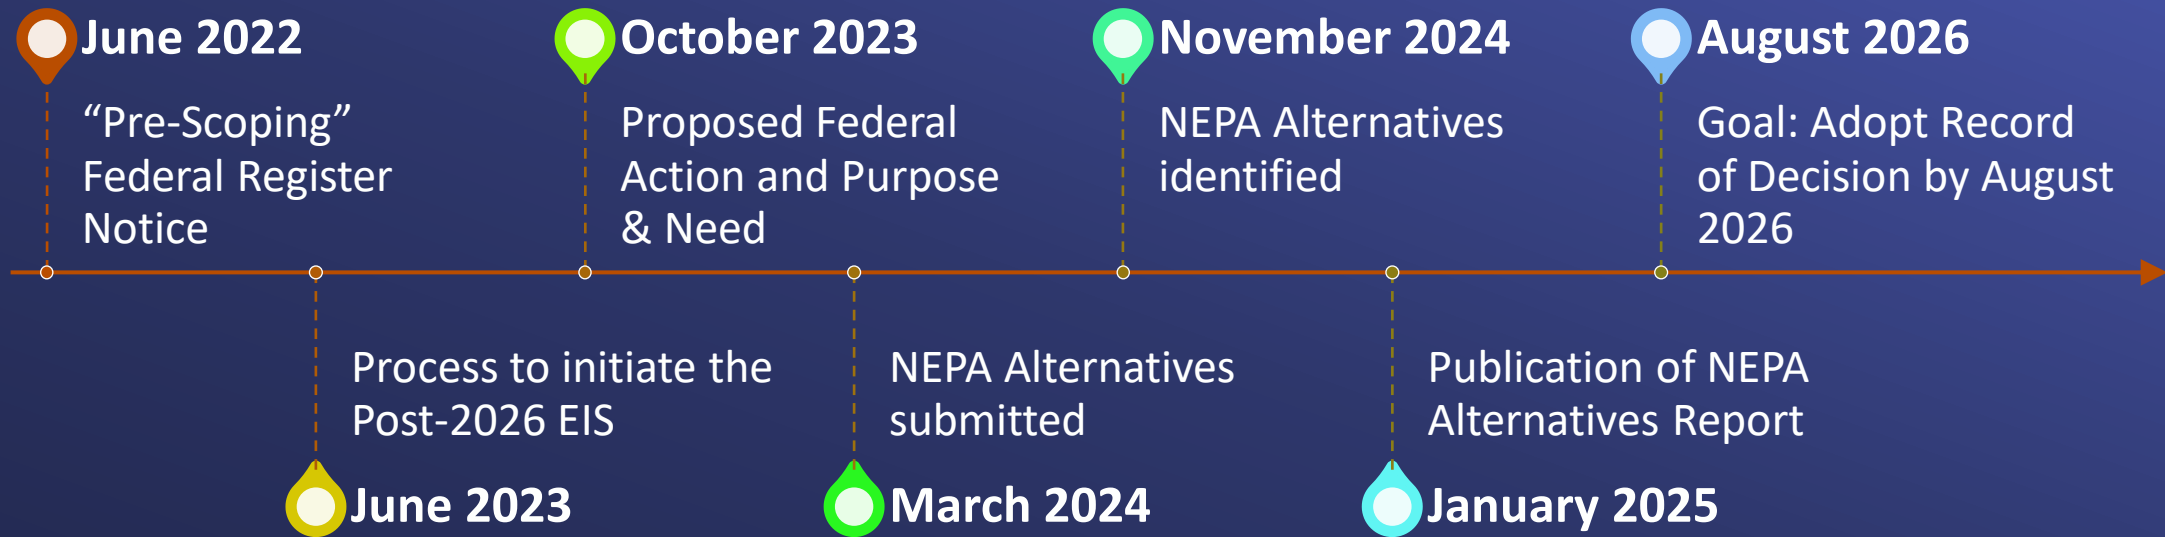 June 2022
“Pre-Scoping”
Federal Register
Notice
October 2023
Proposed Federal
Action and Purpose
& Need
November 2024
NEPA Alternatives
identified
August 2026
Goal: Adopt Record
of Decision by August
2026
Process to initiate the
Post-2026 EIS
June 2023
NEPA Alternatives
submitted
March 2024
Publication of NEPA
Alternatives Report
January 2025